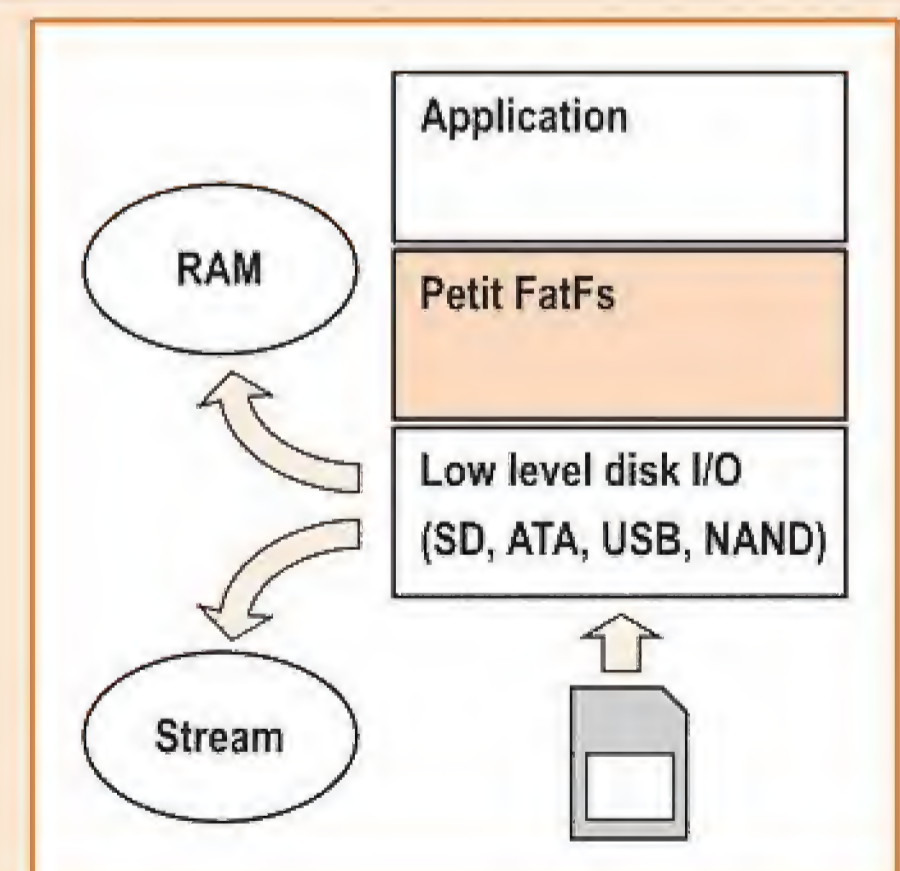 Application
RAM
Petit FatFs
Low level disk I/O
(SD, ATA, USB, NAND)
Stream